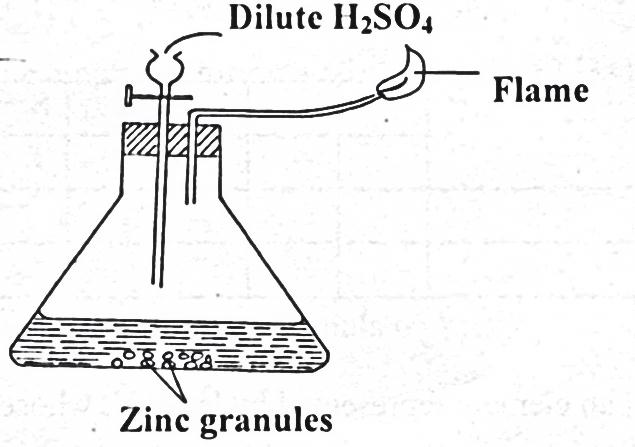 Dilute H₂SO₄
Flame
Zinc granules